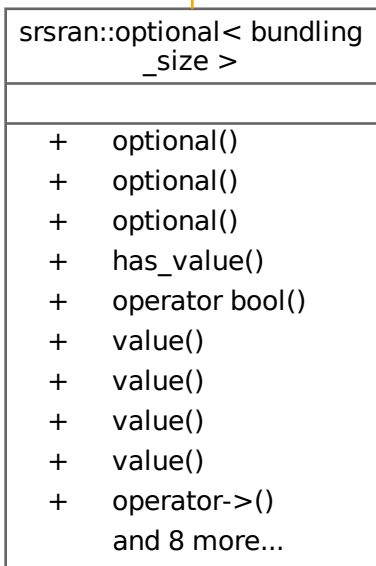 srsran::optional< bundling
_size >
+ optional()
+ optional()
+ optional()
+ has_value()
+ operator bool()
+ value()
+ value()
+ value()
+ value()
+ operator->()
and 8 more...